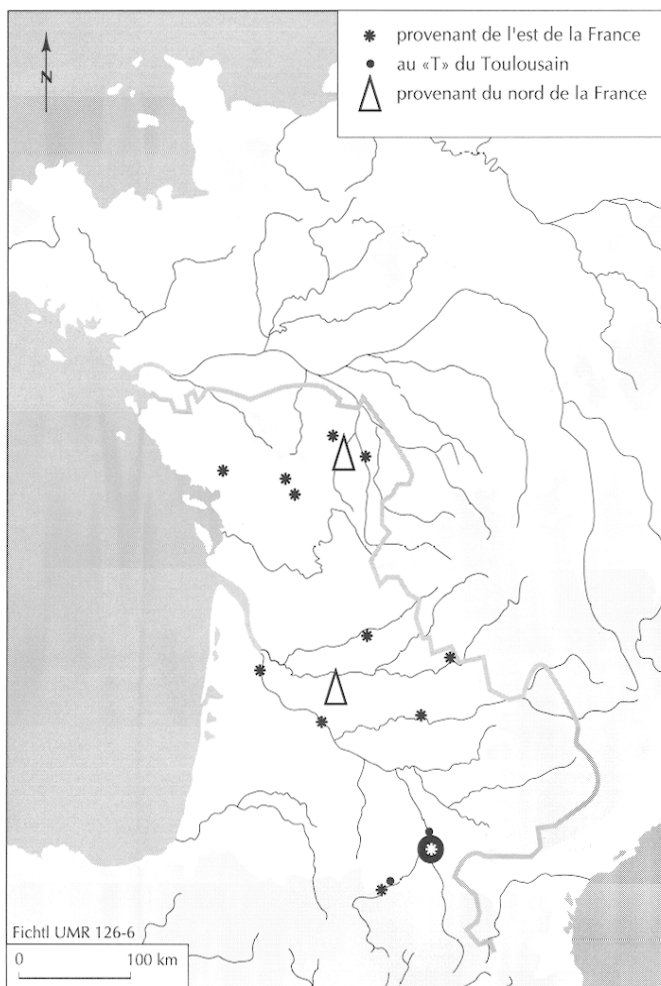 provenant de l'est de la France
au «T» du Toulousain
provenant du nord de la France
N
Fichtl UMR 126-6
0 100 km